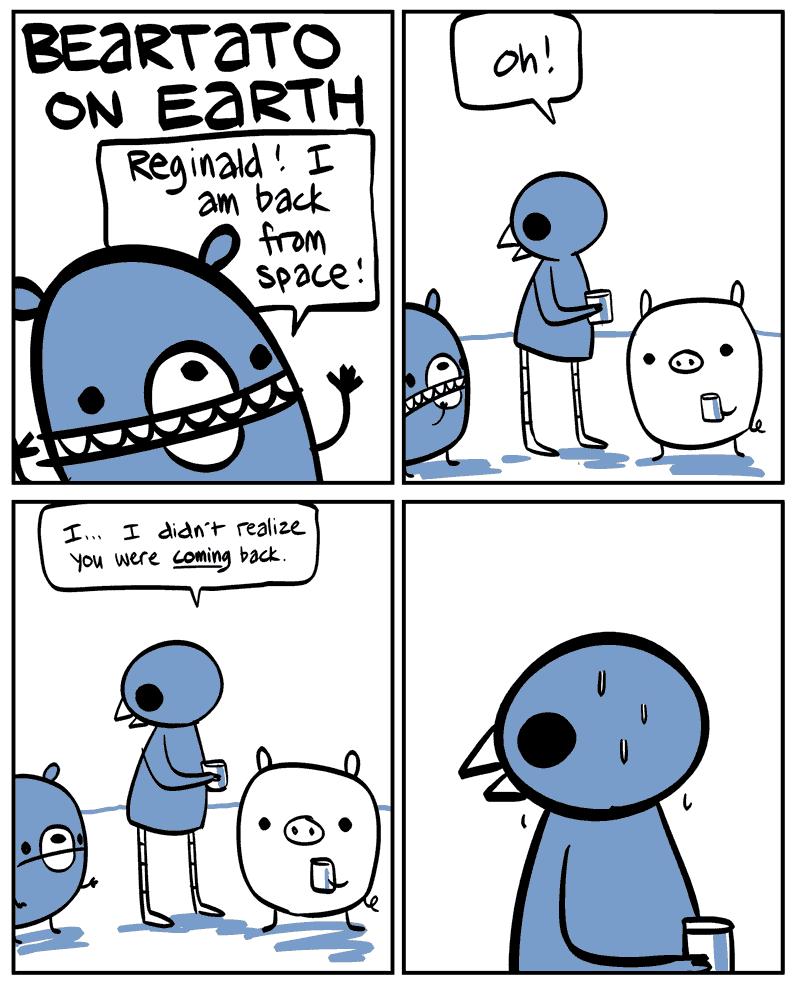 BEaRTaTO
ON EaRTH
Reginald! I
am back
from
space!
oh!
I... I didn't realize
you were coming back.